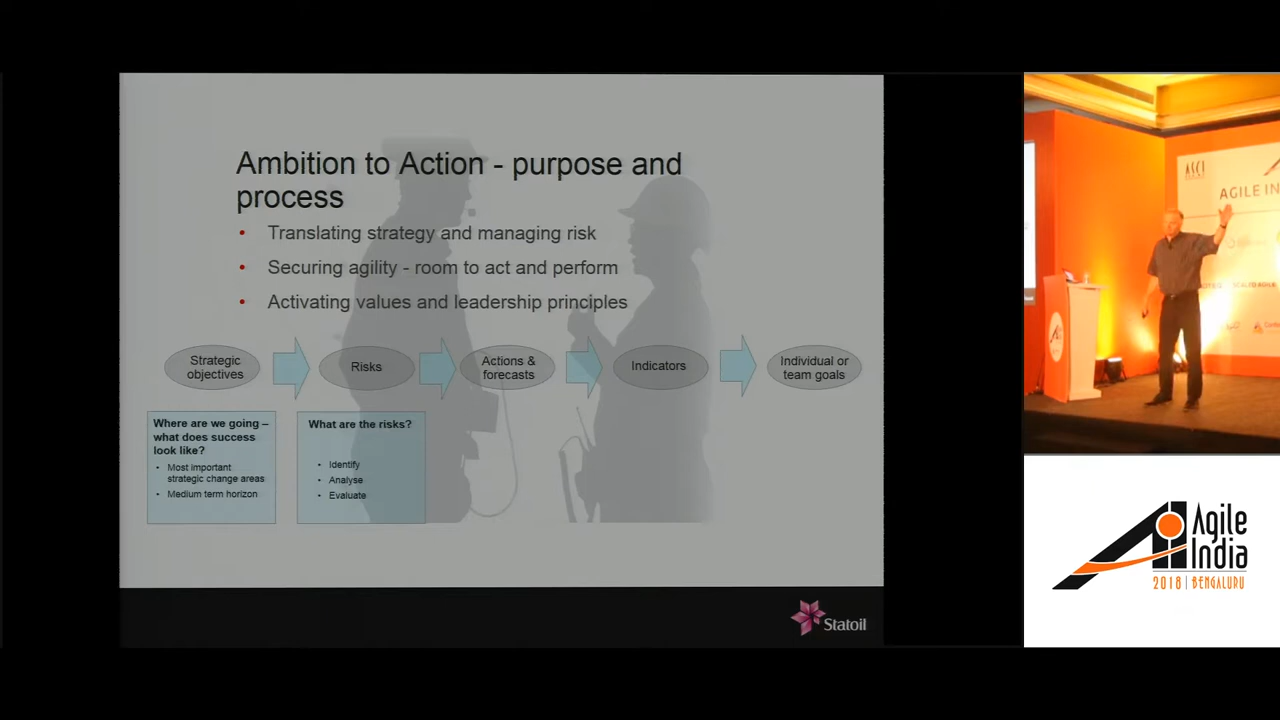 Ambition to Action - purpose and
process
• Translating strategy and managing risk
• Securing agility - room to act and perform
• Activating values and leadership principles
Strategic
objectives
Risks
Actions &
forecasts
Indicators
Individual or
team goals
Where are we going –
what does success
look like?
• Most important
strategic change areas
• Medium term horizon
What are the risks?
• Identify
• Analyse
• Evaluate
Statoil
ASCI
AGILE IN
SCALED AGILE
Agile
India
2018 | BENGALURU